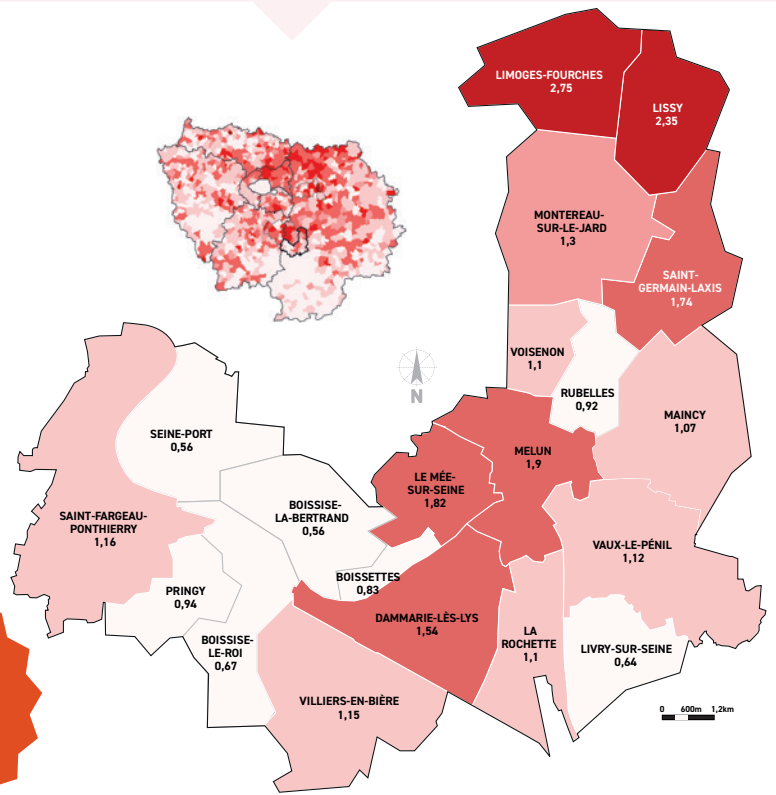 LIMOGES-FOURCHES
2,75
LISSY
2,35
MONTEREAU-
SUR-LE-JARD
1,3
SAINT-
GERMAIN-LAXIS
1,74
VOISENON
1,1
RUBELLES
0,92
MAINCY
1,07
N
SEINE-PORT
0,56
MELUN
1,9
LE MÉE-
SUR-SEINE
1,82
SAINT-FARGEAU-
PONTHIERRY
1,16
BOISSISE-
LA-BERTRAND
0,56
VAUX-LE-PÉNIL
1,12
BOISSETTES
0,83
PRINGY
0,94
DAMMARIE-LÈS-LYS
1,54
BOISSISE-
LE-ROI
0,67
LA
ROCHETTE
1,1
LIVRY-SUR-SEINE
0,64
VILLIERS-EN-BIÈRE
1,15
0 600m 1,2km